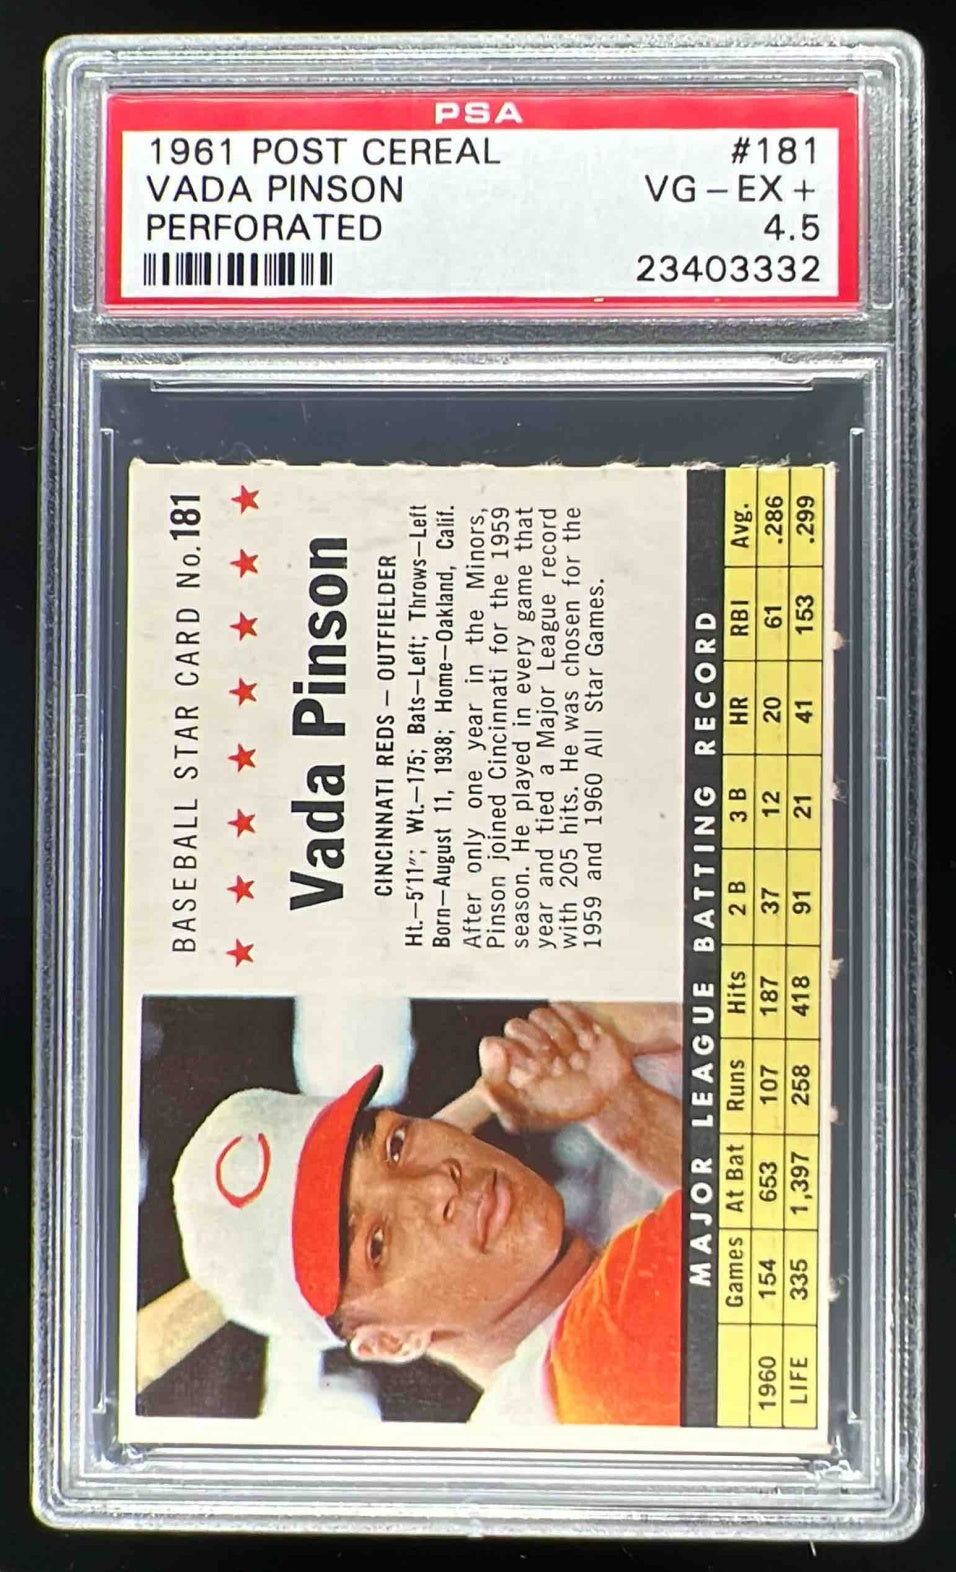 PSA
1961 POST CEREAL #181
VADA PINSON VG-EX+
PERFORATED 4.5
23403332
BASEBALL STAR CARD No. 181
Vada Pinson
CINCINNATI REDS - OUTFIELDER
Ht.-5'11"; Wt.-175; Bats-Left; Throws-Left
Born-August 11, 1938; Home-Oakland, Calif.
After only one year in the Minors,
Pinson joined Cincinnati for the 1959
season. He played in every game that
year and tied a Major League record
with 205 hits. He was chosen for the
1959 and 1960 All Star Games.
C
MAJOR LEAGUE BATTING RECORD
Games At Bat Runs Hits 2 B 3 B HR RBI Avg.
1960 154 653 107 187 37 12 20 61 .286
LIFE 335 1,397 258 418 91 21 41 153 .299